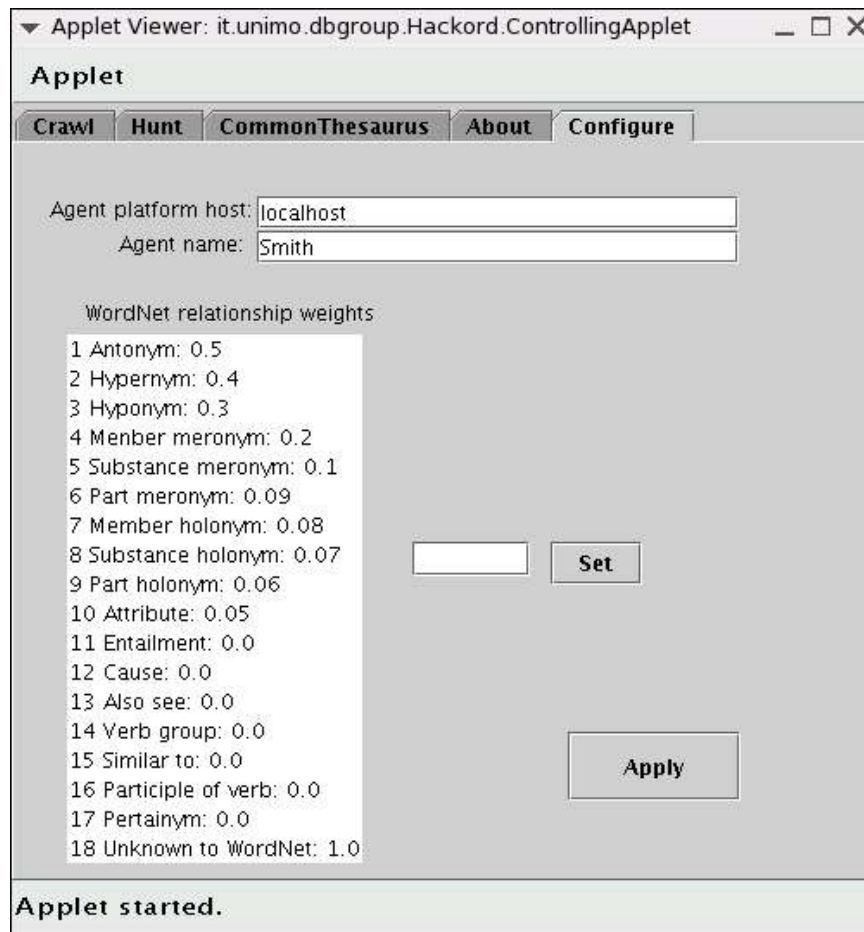 Applet Viewer: it.unimo.dbgroup.Hackord.ControllingApplet
Applet
Crawl Hunt CommonThesaurus About Configure
Agent platform host: localhost
Agent name: Smith
WordNet relationship weights
1 Antonym: 0.5
2 Hypernym: 0.4
3 Hyponym: 0.3
4 Menber meronym: 0.2
5 Substance meronym: 0.1
6 Part meronym: 0.09
7 Member holonym: 0.08
8 Substance holonym: 0.07
Set
9 Part holonym: 0.06
10 Attribute: 0.05
11 Entailment: 0.0
12 Cause: 0.0
13 Also see: 0.0
14 Verb group: 0.0
15 Similar to: 0.0
Apply
16 Participle of verb: 0.0
17 Pertainym: 0.0
18 Unknown to WordNet: 1.0
Applet started.